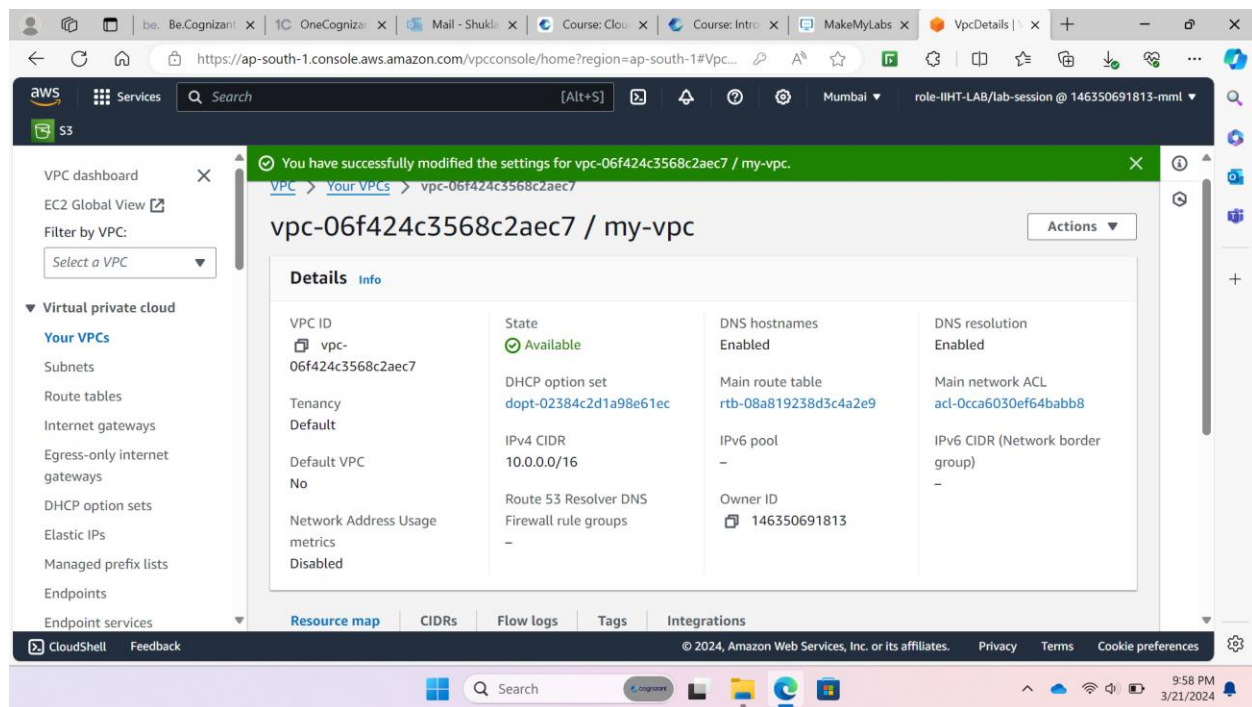 be. Be.Cognizant
1C OneCognizar
Mail - Shukla
Course: Clou
Course: Intro
MakeMyLabs
VpcDetails | V
https://ap-south-1.console.aws.amazon.com/vpcconsole/home?region=ap-south-1#Vpc...
aws
Services
Search
[Alt+S]
Mumbai
role-IIHT-LAB/lab-session @ 146350691813-mml
S3
You have successfully modified the settings for vpc-06f424c3568c2aec7 / my-vpc.
VPC dashboard
EC2 Global View
Filter by VPC:
Select a VPC
Virtual private cloud
Your VPCs
Subnets
Route tables
Internet gateways
Egress-only internet
gateways
DHCP option sets
Elastic IPs
Managed prefix lists
Endpoints
Endpoint services
VPC > Your VPCs > vpc-06f424c3568c2aec7
vpc-06f424c3568c2aec7 / my-vpc
Actions
Details Info
VPC ID
vpc-
06f424c3568c2aec7
Tenancy
Default
Default VPC
No
Network Address Usage
metrics
Disabled
State
Available
DHCP option set
dopt-02384c2d1a98e61ec
IPv4 CIDR
10.0.0.0/16
Route 53 Resolver DNS
Firewall rule groups
–
DNS hostnames
Enabled
Main route table
rtb-08a819238d3c4a2e9
IPv6 pool
–
Owner ID
146350691813
DNS resolution
Enabled
Main network ACL
acl-0cca6030ef64babb8
IPv6 CIDR (Network border
group)
–
Resource map
CIDRs
Flow logs
Tags
Integrations
CloudShell
Feedback
© 2024, Amazon Web Services, Inc. or its affiliates.
Privacy
Terms
Cookie preferences
Search
cognizant
9:58 PM
3/21/2024